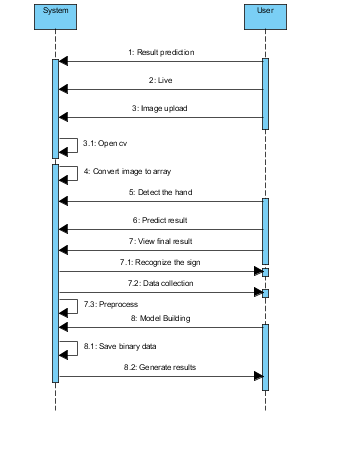 System
User
1: Result prediction
2: Live
3: Image upload
3.1: Open cv
4: Convert image to array
5: Detect the hand
6: Predict result
7: View final result
7.1: Recognize the sign
7.2: Data collection
7.3: Preprocess
8: Model Building
8.1: Save binary data
8.2: Generate results